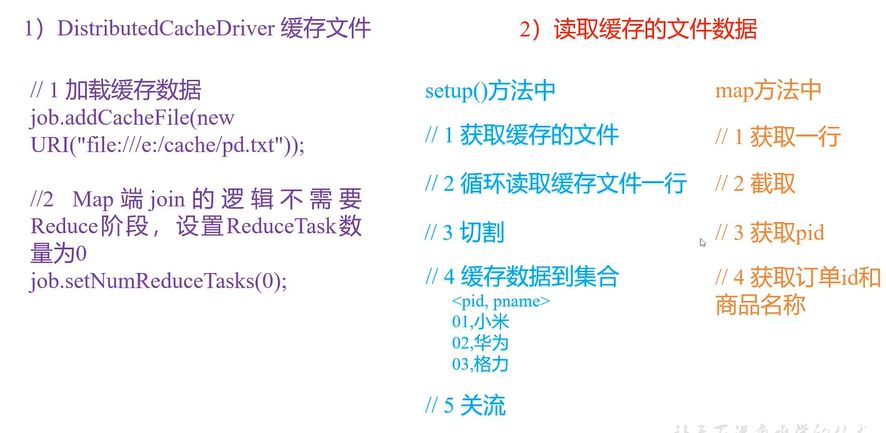 1）DistributedCacheDriver 缓存文件
// 1 加载缓存数据
job.addCacheFile(new
URI("file:///e:/cache/pd.txt"));
//2 Map 端 join 的 逻 辑 不 需 要
Reduce阶段，设置ReduceTask数
量为0
job.setNumReduceTasks(0);
2）读取缓存的文件数据
setup()方法中
// 1 获取缓存的文件
// 2 循环读取缓存文件一行
// 3 切割
// 4 缓存数据到集合
<pid, pname>
01,小米
02,华为
03,格力
// 5 关流
map方法中
// 1 获取一行
// 2 截取
// 3 获取pid
// 4 获取订单id和
商品名称